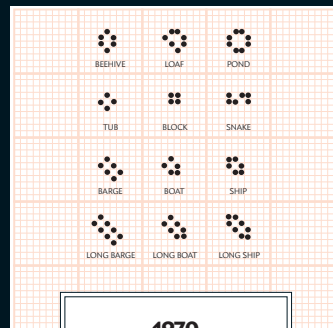 BEEHIVE LOAF POND
TUB BLOCK SNAKE
BARGE BOAT SHIP
LONG BARGE LONG BOAT LONG SHIP
1970